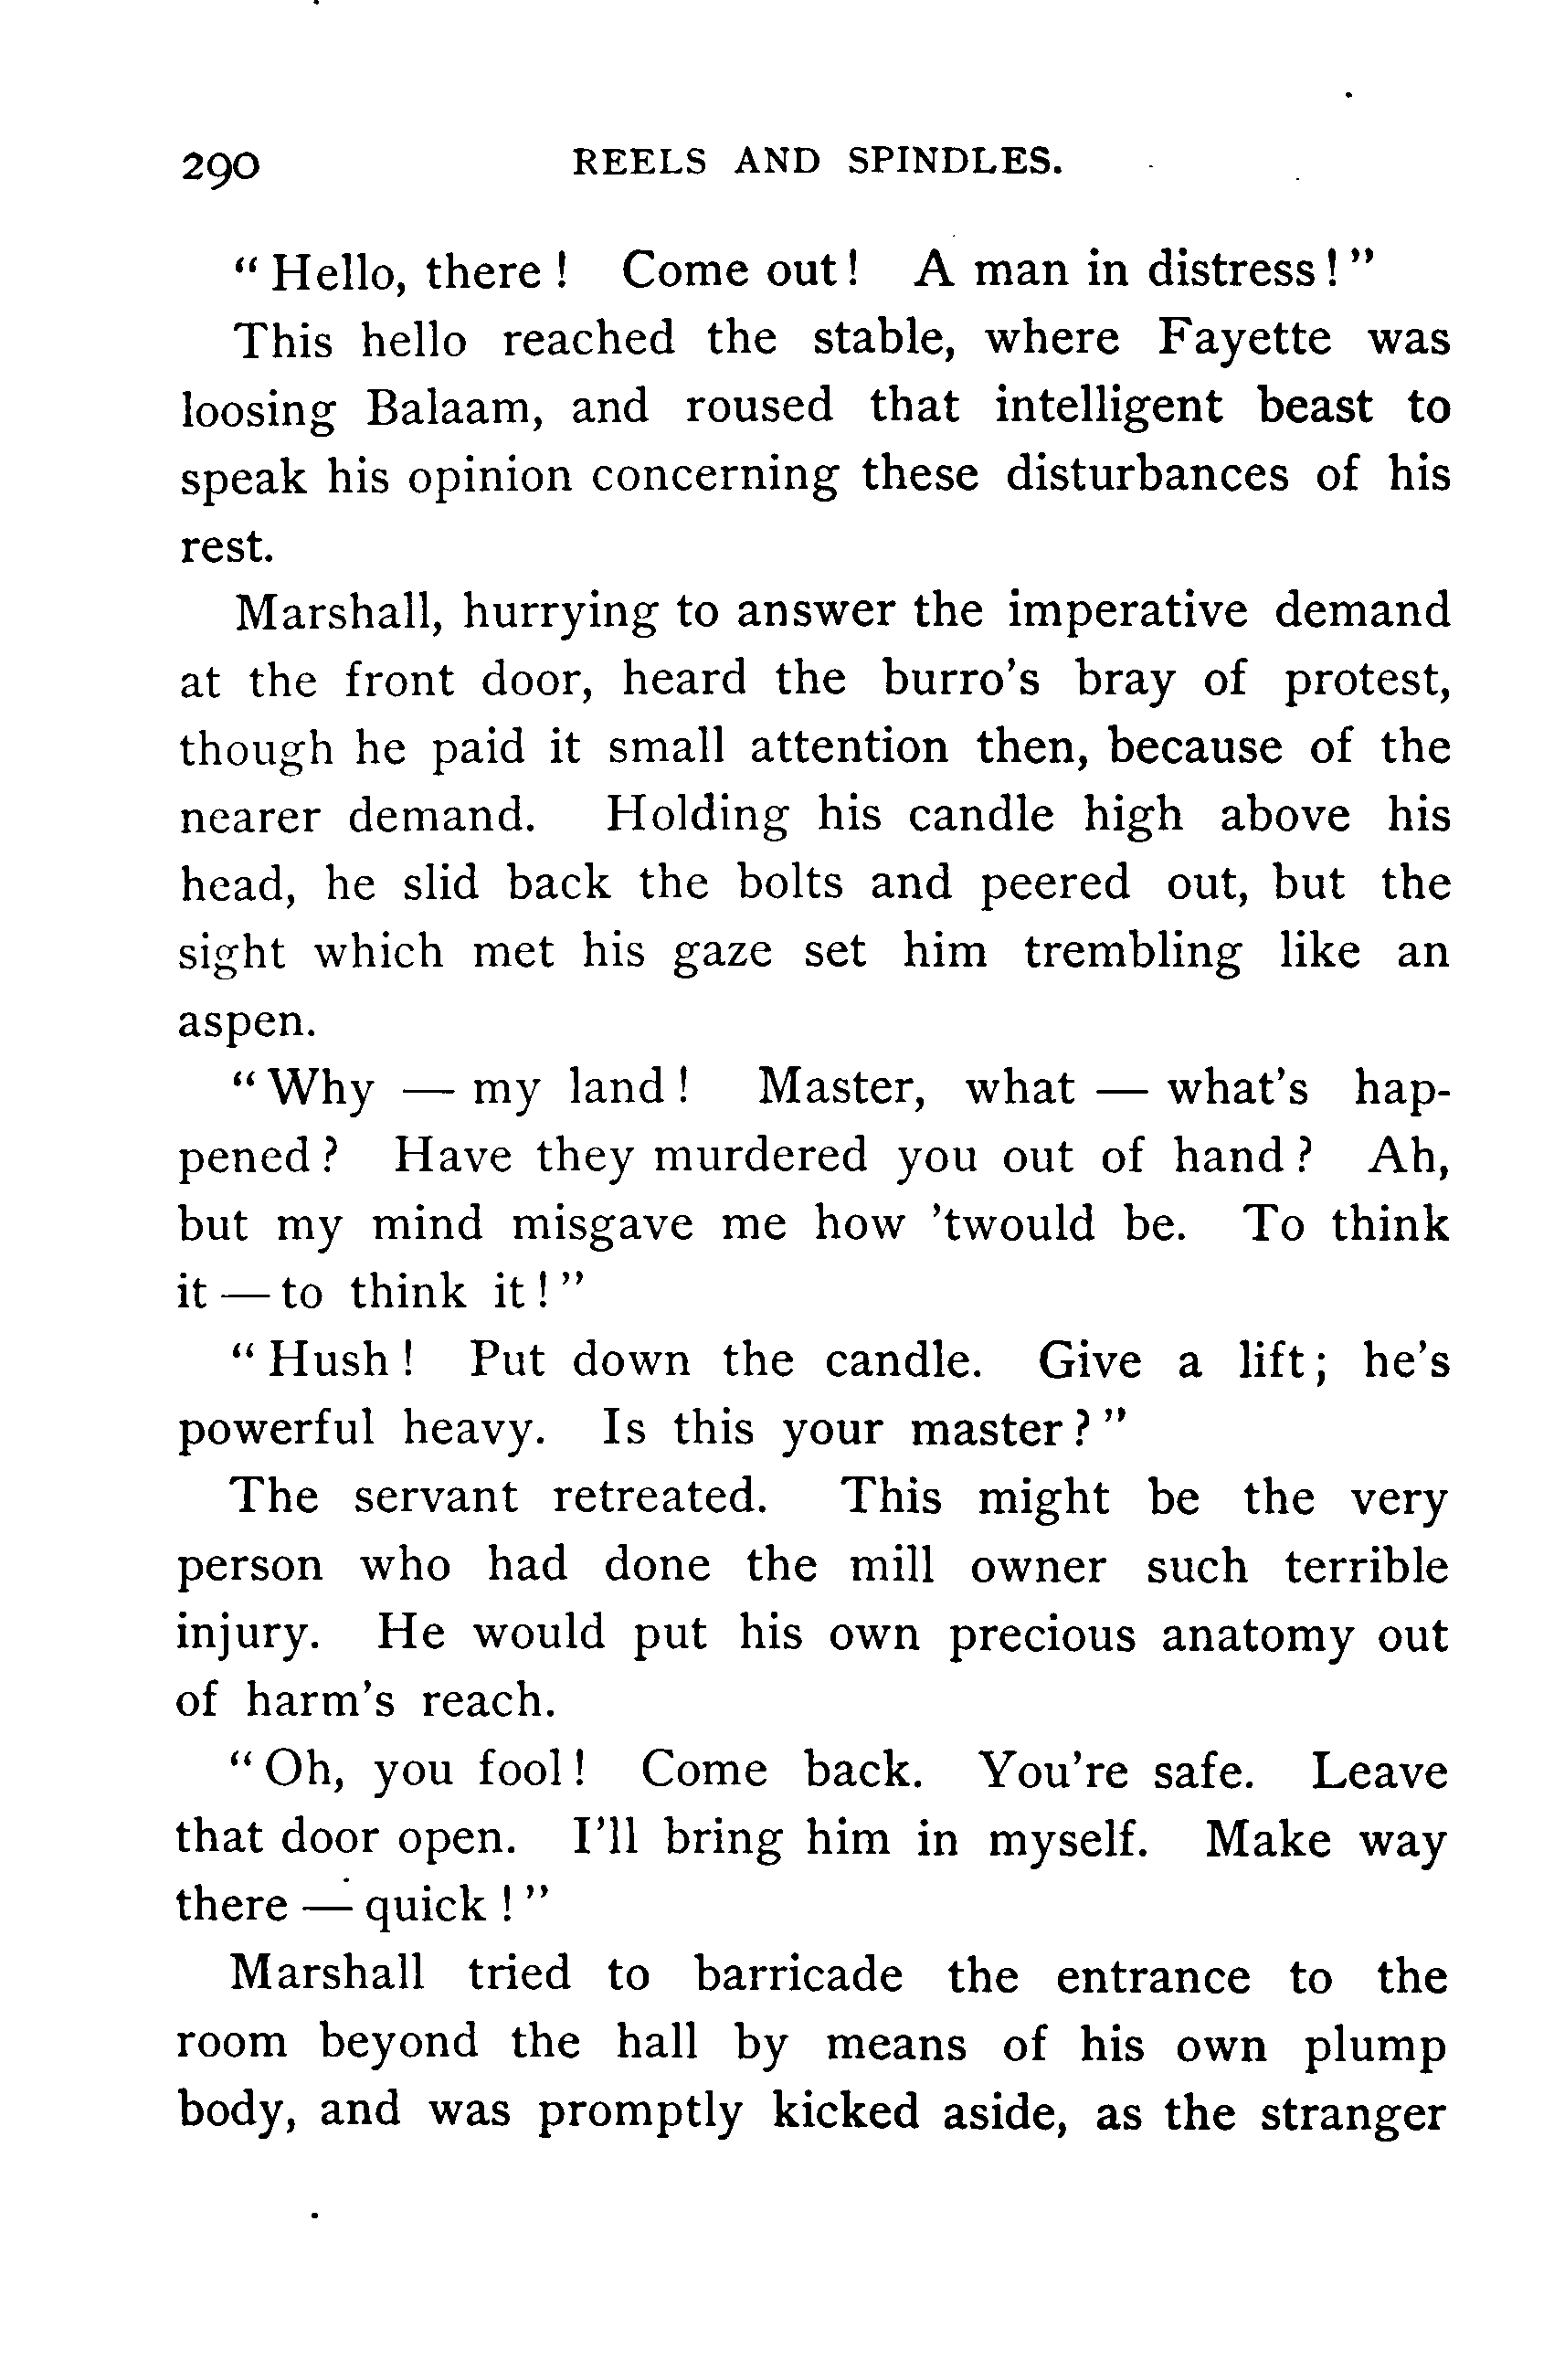 290 REELS AND SPINDLES.
“Hello, there! Come out! A man in distress!”
This hello reached the stable, where Fayette was
loosing Balaam, and roused that intelligent beast to
speak his opinion concerning these disturbances of his
rest.
Marshall, hurrying to answer the imperative demand
at the front door, heard the burro’s bray of protest,
though he paid it small attention then, because of the
nearer demand. Holding his candle high above his
head, he slid back the bolts and peered out, but the
sight which met his gaze set him trembling like an
aspen.
“Why — my land! Master, what — what’s hap-
pened? Have they murdered you out of hand? Ah,
but my mind misgave me how ’twould be. To think
it — to think it!”
“Hush! Put down the candle. Give a lift; he’s
powerful heavy. Is this your master?”
The servant retreated. This might be the very
person who had done the mill owner such terrible
injury. He would put his own precious anatomy out
of harm’s reach.
“Oh, you fool! Come back. You’re safe. Leave
that door open. I’ll bring him in myself. Make way
there — quick!”
Marshall tried to barricade the entrance to the
room beyond the hall by means of his own plump
body, and was promptly kicked aside, as the stranger